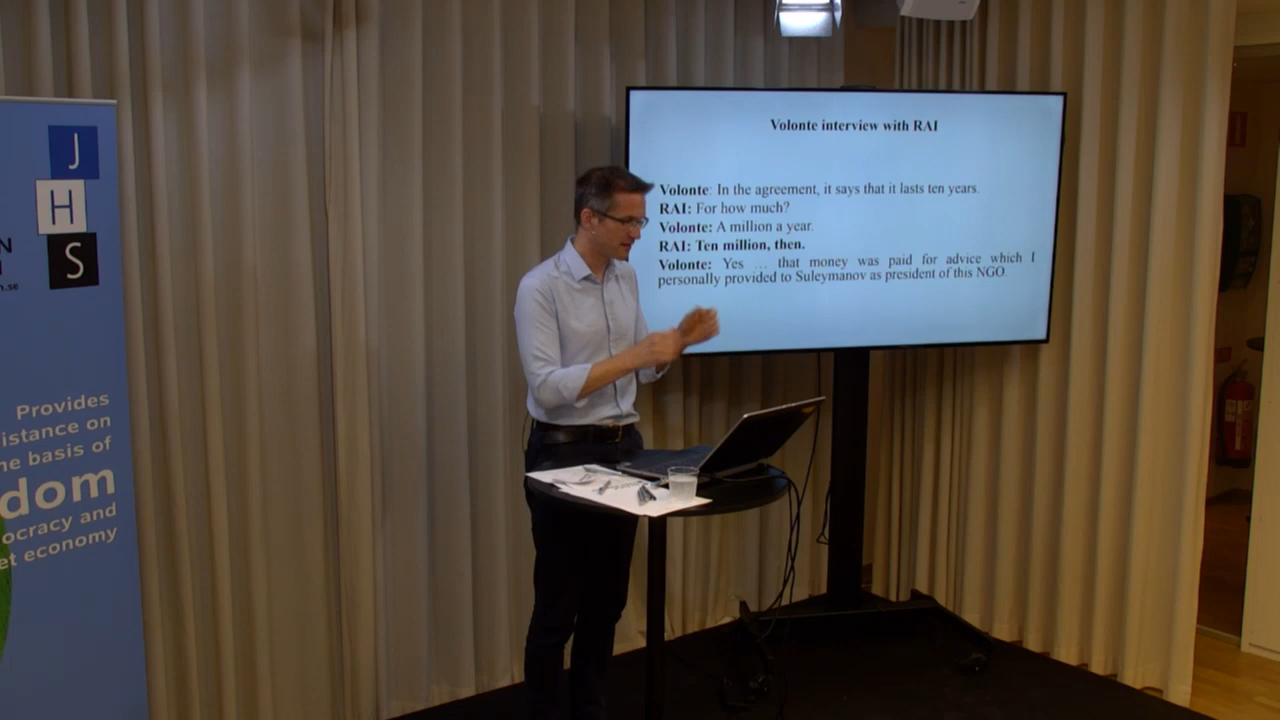 J
H
S
N
n.se
Provides
istance on
he basis of
dom
ocracy and
et economy
Volonte interview with RAI
Volonte: In the agreement, it says that it lasts ten years.
RAI: For how much?
Volonte: A million a year.
RAI: Ten million, then.
Volonte: Yes ... that money was paid for advice which I
personally provided to Suleymanov as president of this NGO.